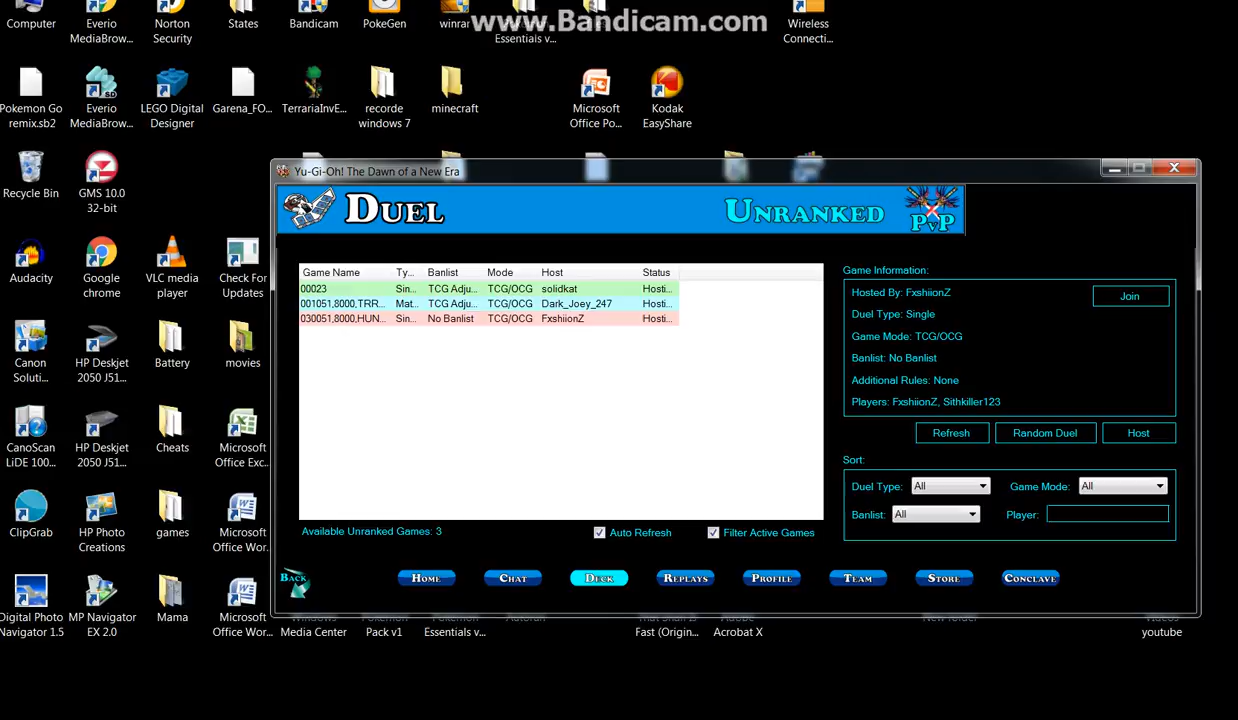 www.Bandicam.com
Computer
Everio
MediaBrow...
Norton
Security
States
Bandicam
PokeGen
winrar
Essentials v...
Wireless
Connecti...
Pokemon Go
remix.sb2
Everio
MediaBrow...
LEGO Digital
Designer
Garena_FO...
TerrariaInvE...
recorde
windows 7
minecraft
Microsoft
Office Po...
Kodak
EasyShare
Recycle Bin
GMS 10.0
32-bit
Yu-Gi-Oh! The Dawn of a New Era
DUEL
UNRANKED
PVP
Game Name Ty... Banlist Mode Host Status
00023 Sin... TCG Adju... TCG/OCG solidkat Hosti...
001051,8000,TRR... Mat... TCG Adju... TCG/OCG Dark_Joey_247 Hosti...
030051,8000,HUN... Sin... No Banlist TCG/OCG FxshiionZ Hosti...
Game Information:
Hosted By: FxshiionZ
Join
Duel Type: Single
Game Mode: TCG/OCG
Banlist: No Banlist
Additional Rules: None
Players: FxshiionZ, Sithkiller123
Refresh Random Duel Host
Sort:
Duel Type: All Game Mode: All
Banlist: All Player:
Available Unranked Games: 3 Auto Refresh Filter Active Games
BACK HOME CHAT DECK REPLAYS PROFILE TEAM STORE CONCLAVE
Audacity
Google
chrome
VLC media
player
Check For
Updates
Canon
Soluti...
HP Deskjet
2050 J51...
Battery
movies
CanoScan
LiDE 100...
HP Deskjet
2050 J51...
Cheats
Microsoft
Office Exc...
ClipGrab
HP Photo
Creations
games
Microsoft
Office Wor...
Digital Photo
Navigator 1.5
MP Navigator
EX 2.0
Mama
Microsoft
Office Wor...
Media Center
Pack v1
Essentials v...
Fast (Origin...
Acrobat X
youtube